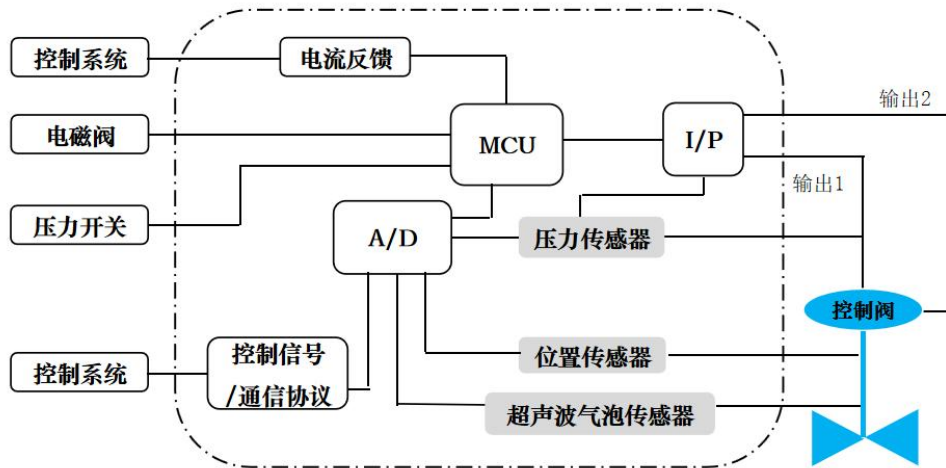 控制系统
电流反馈
输出2
电磁阀
MCU
I/P
输出1
压力开关
A/D
压力传感器
控制阀
控制系统
控制信号
/通信协议
位置传感器
超声波气泡传感器